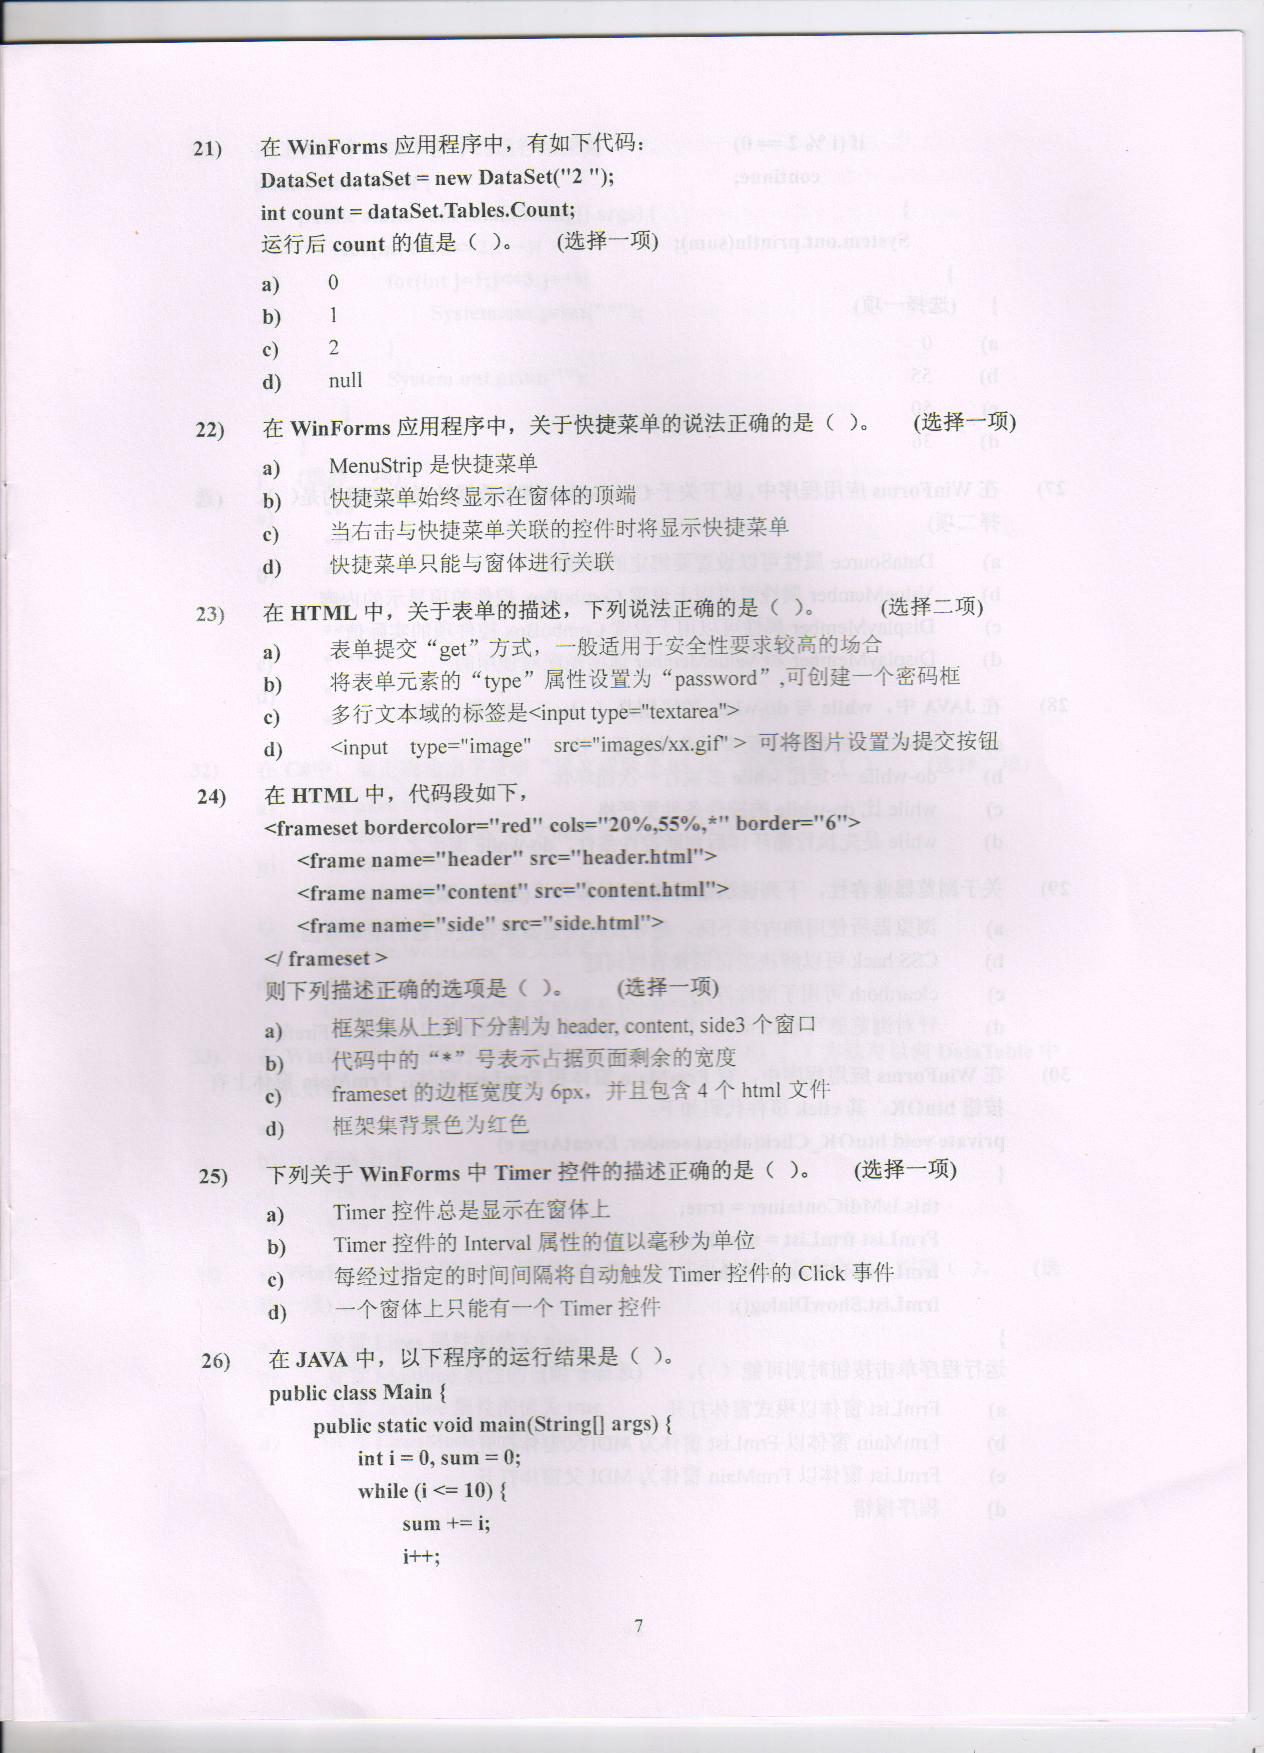 21) 在 WinForms 应用程序中，有如下代码：
DataSet dataSet = new DataSet("2 ");
int count = dataSet.Tables.Count;
运行后 count 的值是（ ）。 (选择一项)
a) 0
b) 1
c) 2
d) null
22) 在 WinForms 应用程序中，关于快捷菜单的说法正确的是（ ）。 (选择一项)
a) MenuStrip 是快捷菜单
b) 快捷菜单始终显示在窗体的顶端
c) 当右击与快捷菜单关联的控件时将显示快捷菜单
d) 快捷菜单只能与窗体进行关联
23) 在 HTML 中，关于表单的描述，下列说法正确的是（ ）。 (选择二项)
a) 表单提交“get”方式，一般适用于安全性要求较高的场合
b) 将表单元素的“type”属性设置为“password”,可创建一个密码框
c) 多行文本域的标签是<input type="textarea">
d) <input type="image" src="images/xx.gif" > 可将图片设置为提交按钮
24) 在 HTML 中，代码段如下，
<frameset bordercolor="red" cols="20%,55%,*" border="6">
<frame name="header" src="header.html">
<frame name="content" src="content.html">
<frame name="side" src="side.html">
</ frameset >
则下列描述正确的选项是（ ）。 (选择一项)
a) 框架集从上到下分割为 header, content, side3 个窗口
b) 代码中的“*”号表示占据页面剩余的宽度
c) frameset 的边框宽度为 6px，并且包含 4 个 html 文件
d) 框架集背景色为红色
25) 下列关于 WinForms 中 Timer 控件的描述正确的是（ ）。 (选择一项)
a) Timer 控件总是显示在窗体上
b) Timer 控件的 Interval 属性的值以毫秒为单位
c) 每经过指定的时间间隔将自动触发 Timer 控件的 Click 事件
d) 一个窗体上只能有一个 Timer 控件
26) 在 JAVA 中，以下程序的运行结果是（ ）。
public class Main {
public static void main(String[] args) {
int i = 0, sum = 0;
while (i <= 10) {
sum += i;
i++;
7